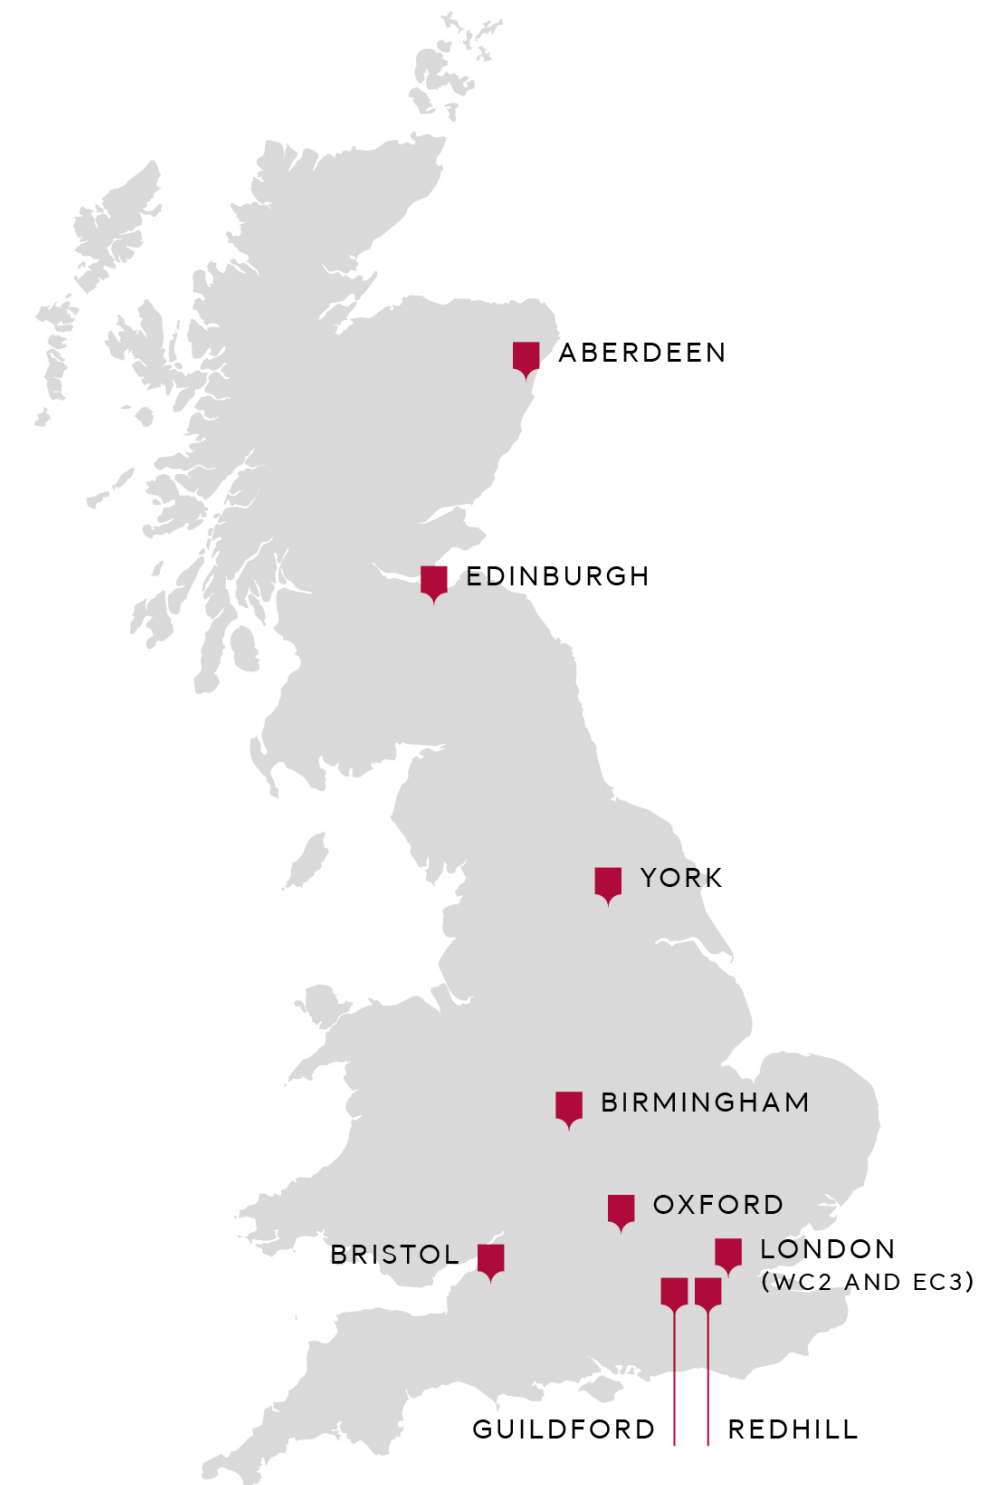 ABERDEEN
EDINBURGH
YORK
BIRMINGHAM
OXFORD
BRISTOL
LONDON
(WC2 AND EC3)
GUILDFORD
REDHILL